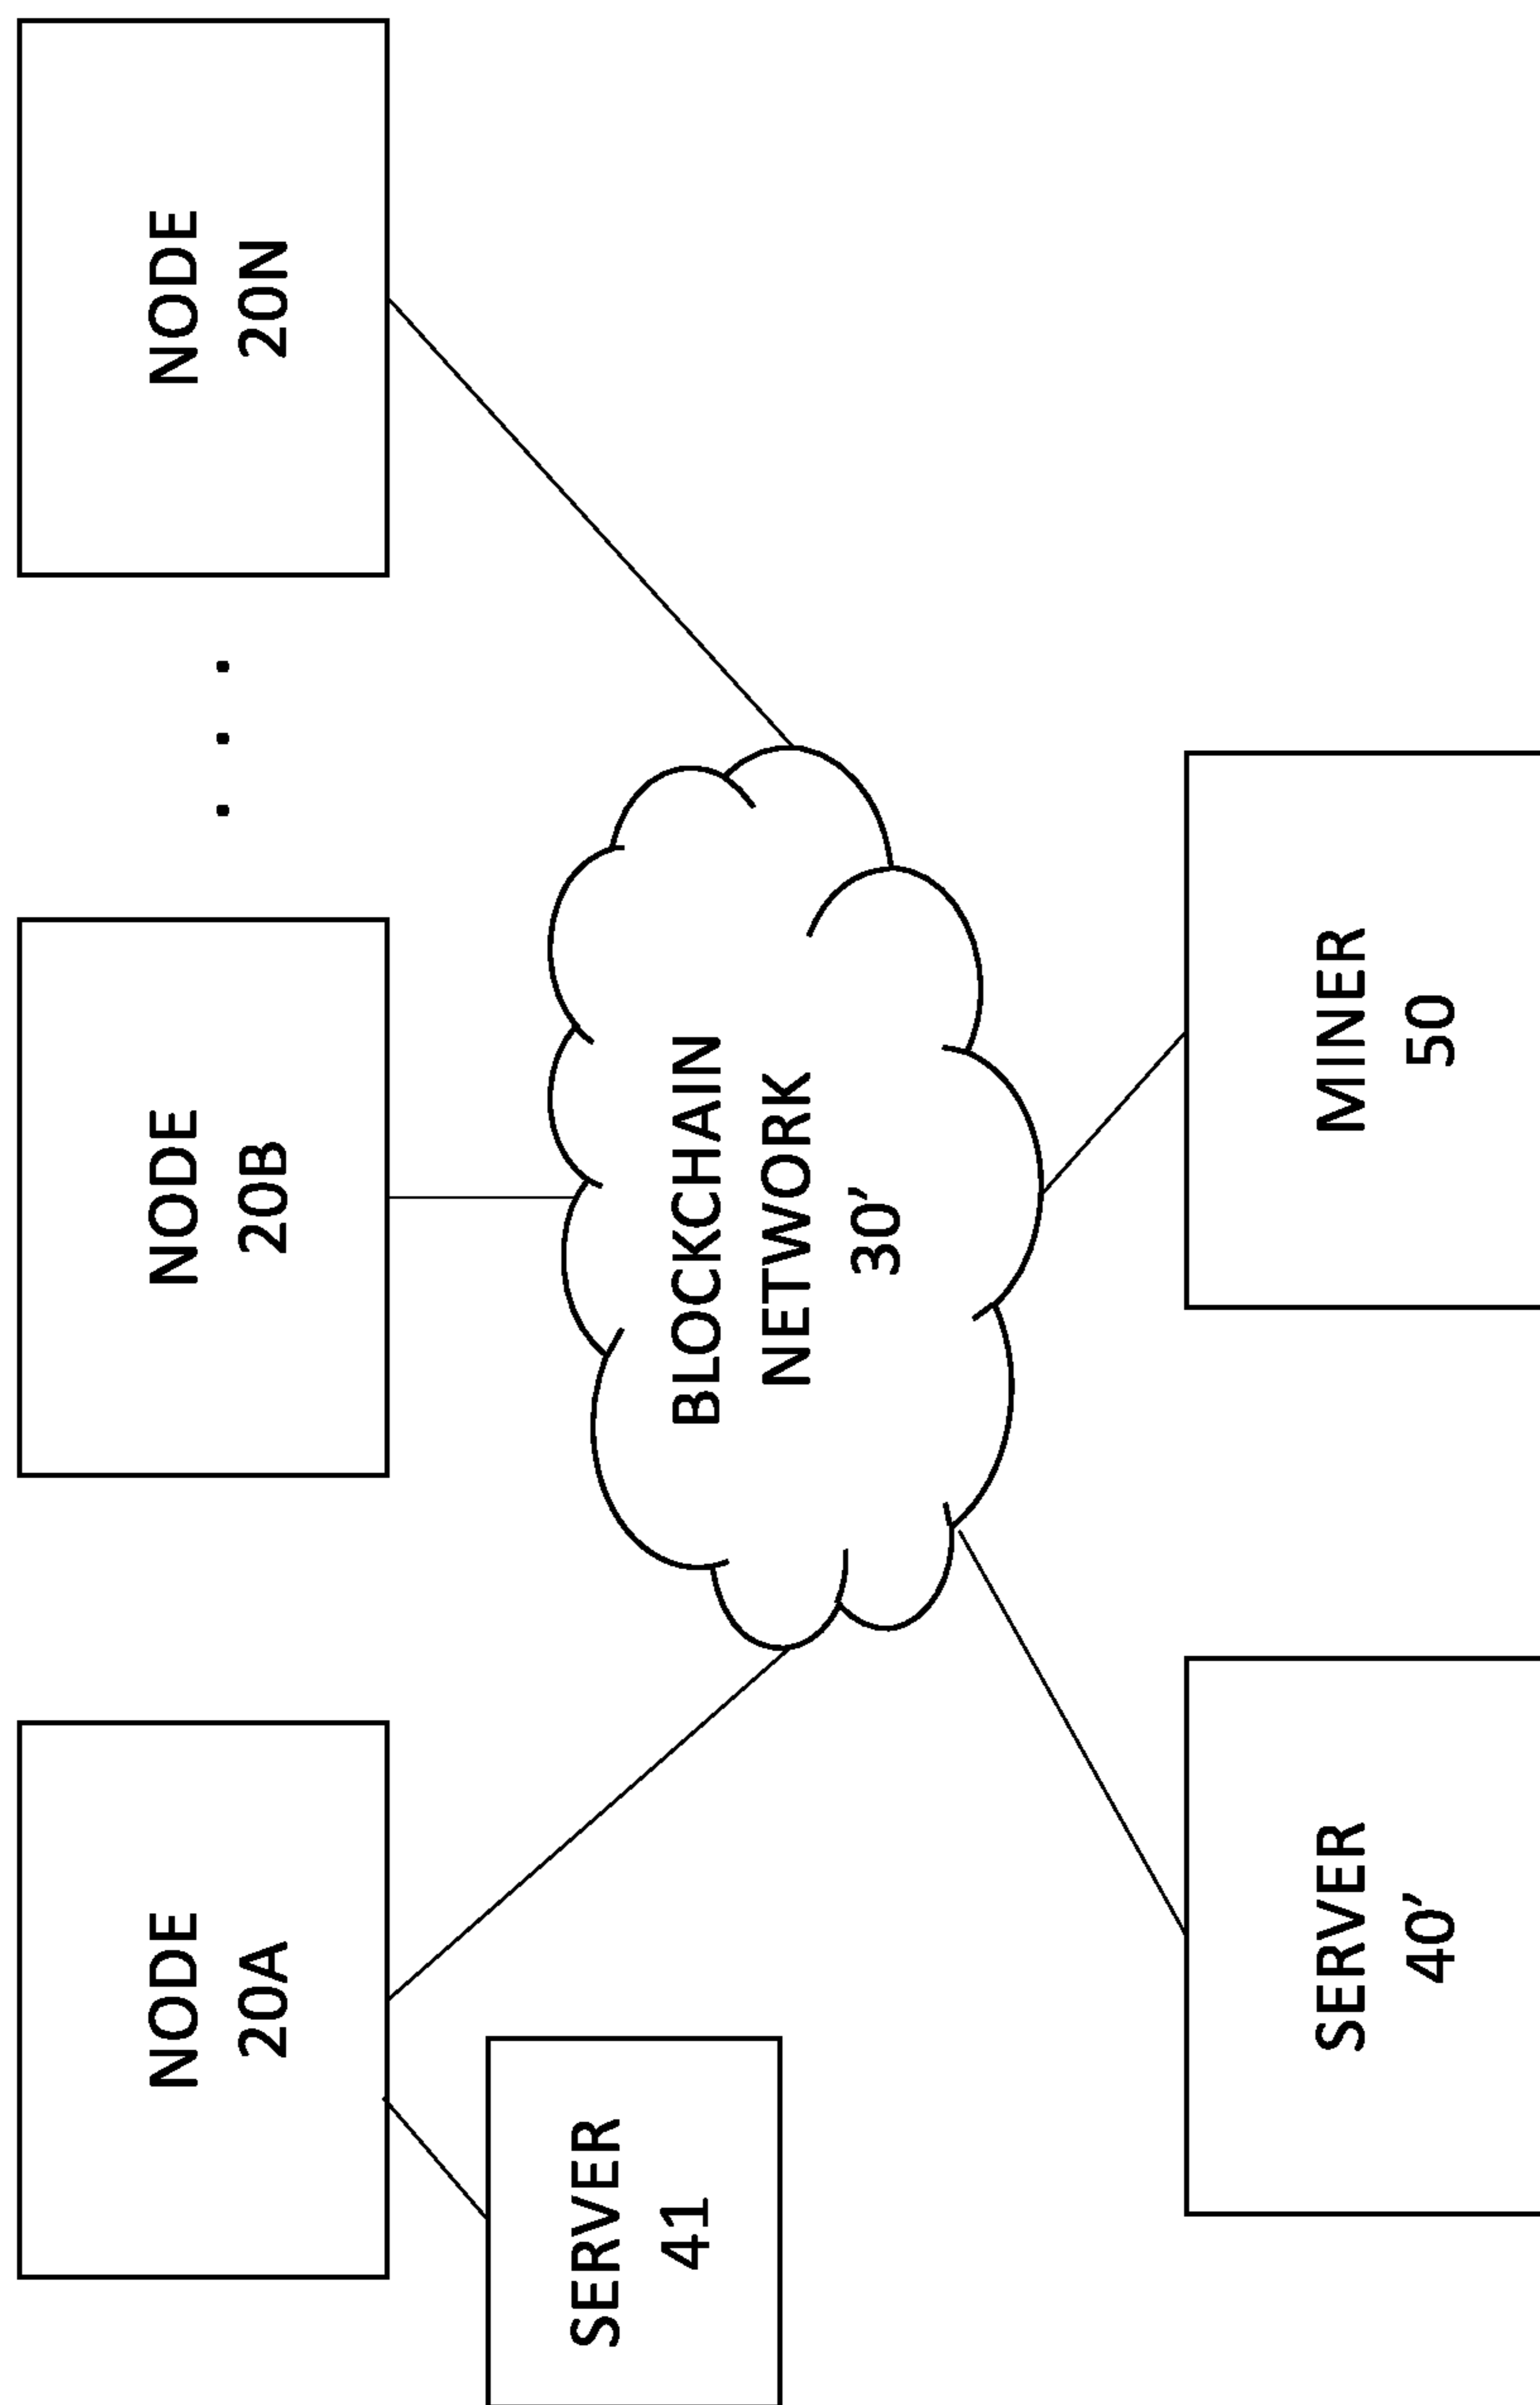 NODE
20A
NODE
20B
. . .
NODE
20N
SERVER
41
BLOCKCHAIN
NETWORK
30’
SERVER
40’
MINER
50